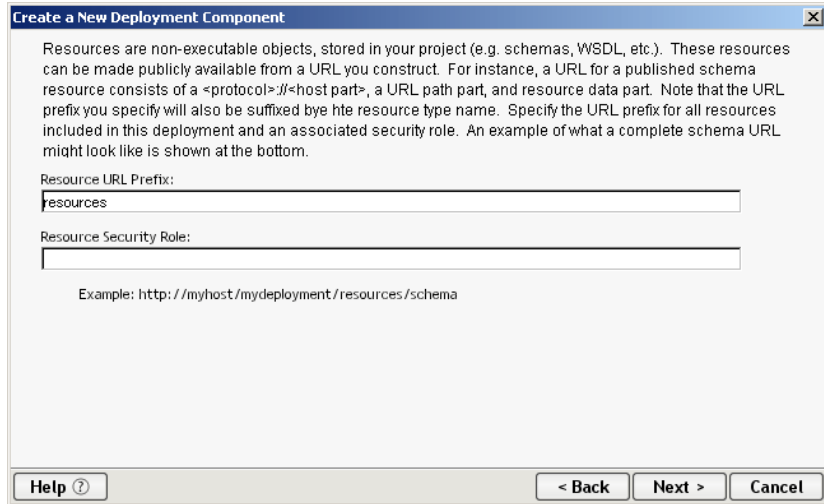 Create a New Deployment Component
Resources are non-executable objects, stored in your project (e.g. schemas, WSDL, etc.). These resources
can be made publicly available from a URL you construct. For instance, a URL for a published schema
resource consists of a <protocol>://<host part>, a URL path part, and resource data part. Note that the URL
prefix you specify will also be suffixed bye hte resource type name. Specify the URL prefix for all resources
included in this deployment and an associated security role. An example of what a complete schema URL
might look like is shown at the bottom.
Resource URL Prefix:
resources
Resource Security Role:
Example: http://myhost/mydeployment/resources/schema
Help ? < Back Next > Cancel